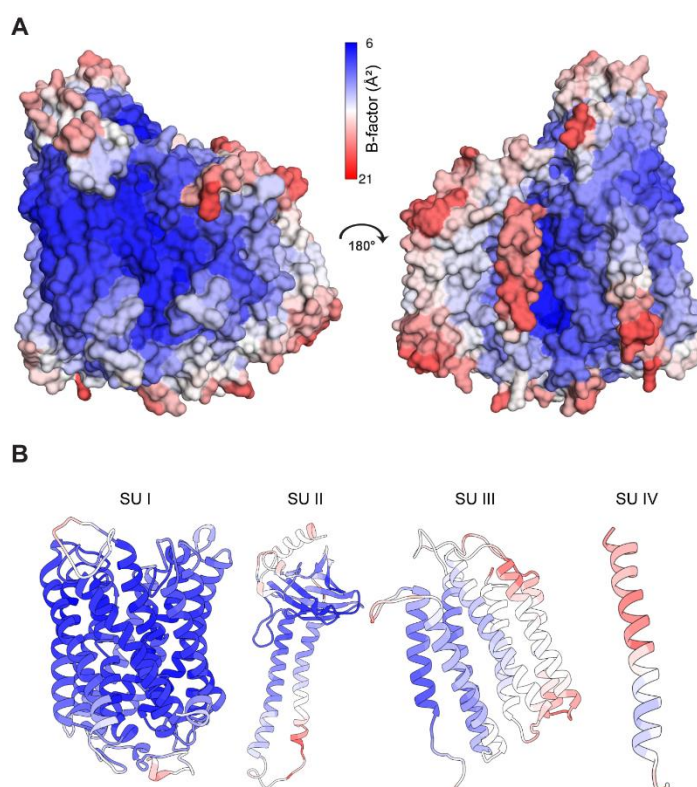 A
6
B-factor (Å²)
21
180°
B
SU I
SU II
SU III
SU IV